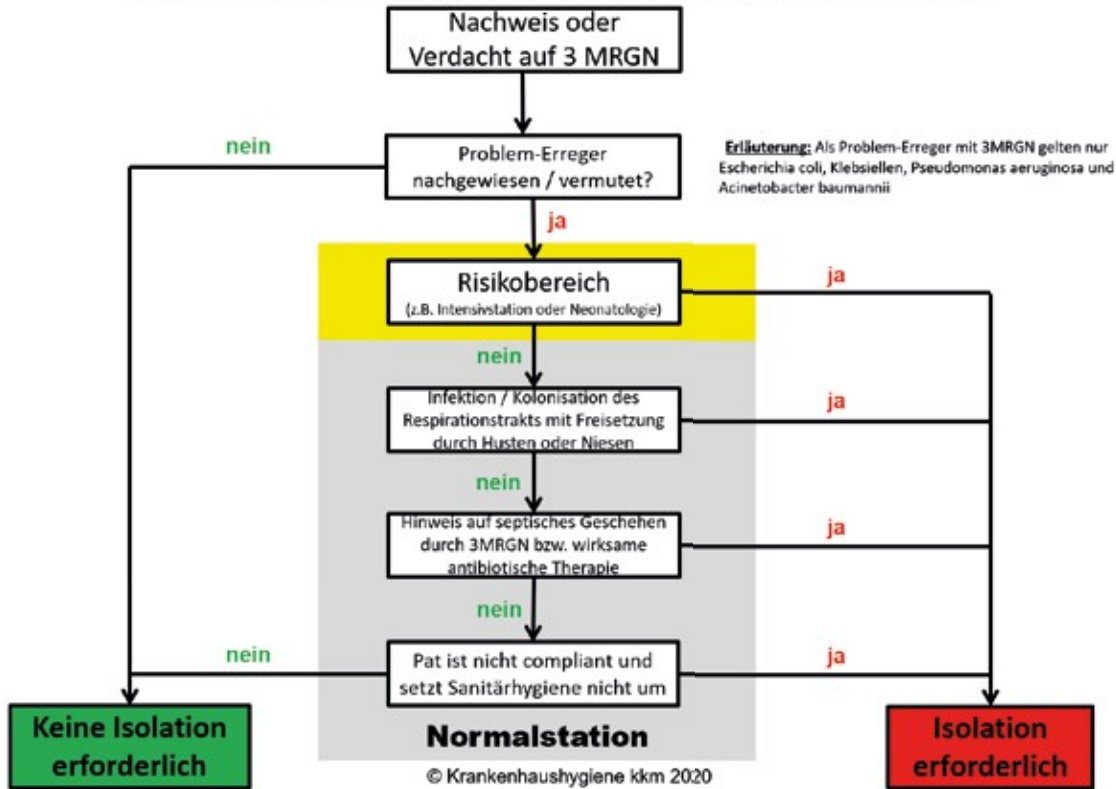 Nachweis oder
Verdacht auf 3 MRGN
nein
Problem-Erreger
nachgewiesen / vermutet?
Erläuterung: Als Problem-Erreger mit 3MRGN gelten nur
Escherichia coli, Klebsiellen, Pseudomonas aeruginosa und
Acinetobacter baumannii
ja
Risikobereich
(z.B. Intensivstation oder Neonatologie)
ja
nein
Infektion / Kolonisation des
Respirationstrakts mit Freisetzung
durch Husten oder Niesen
ja
nein
Hinweis auf septisches Geschehen
durch 3MRGN bzw. wirksame
antibiotische Therapie
ja
nein
nein
Pat ist nicht compliant und
setzt Sanitärhygiene nicht um
ja
Keine Isolation
erforderlich
Normalstation
Isolation
erforderlich
© Krankenhaushygiene kkm 2020